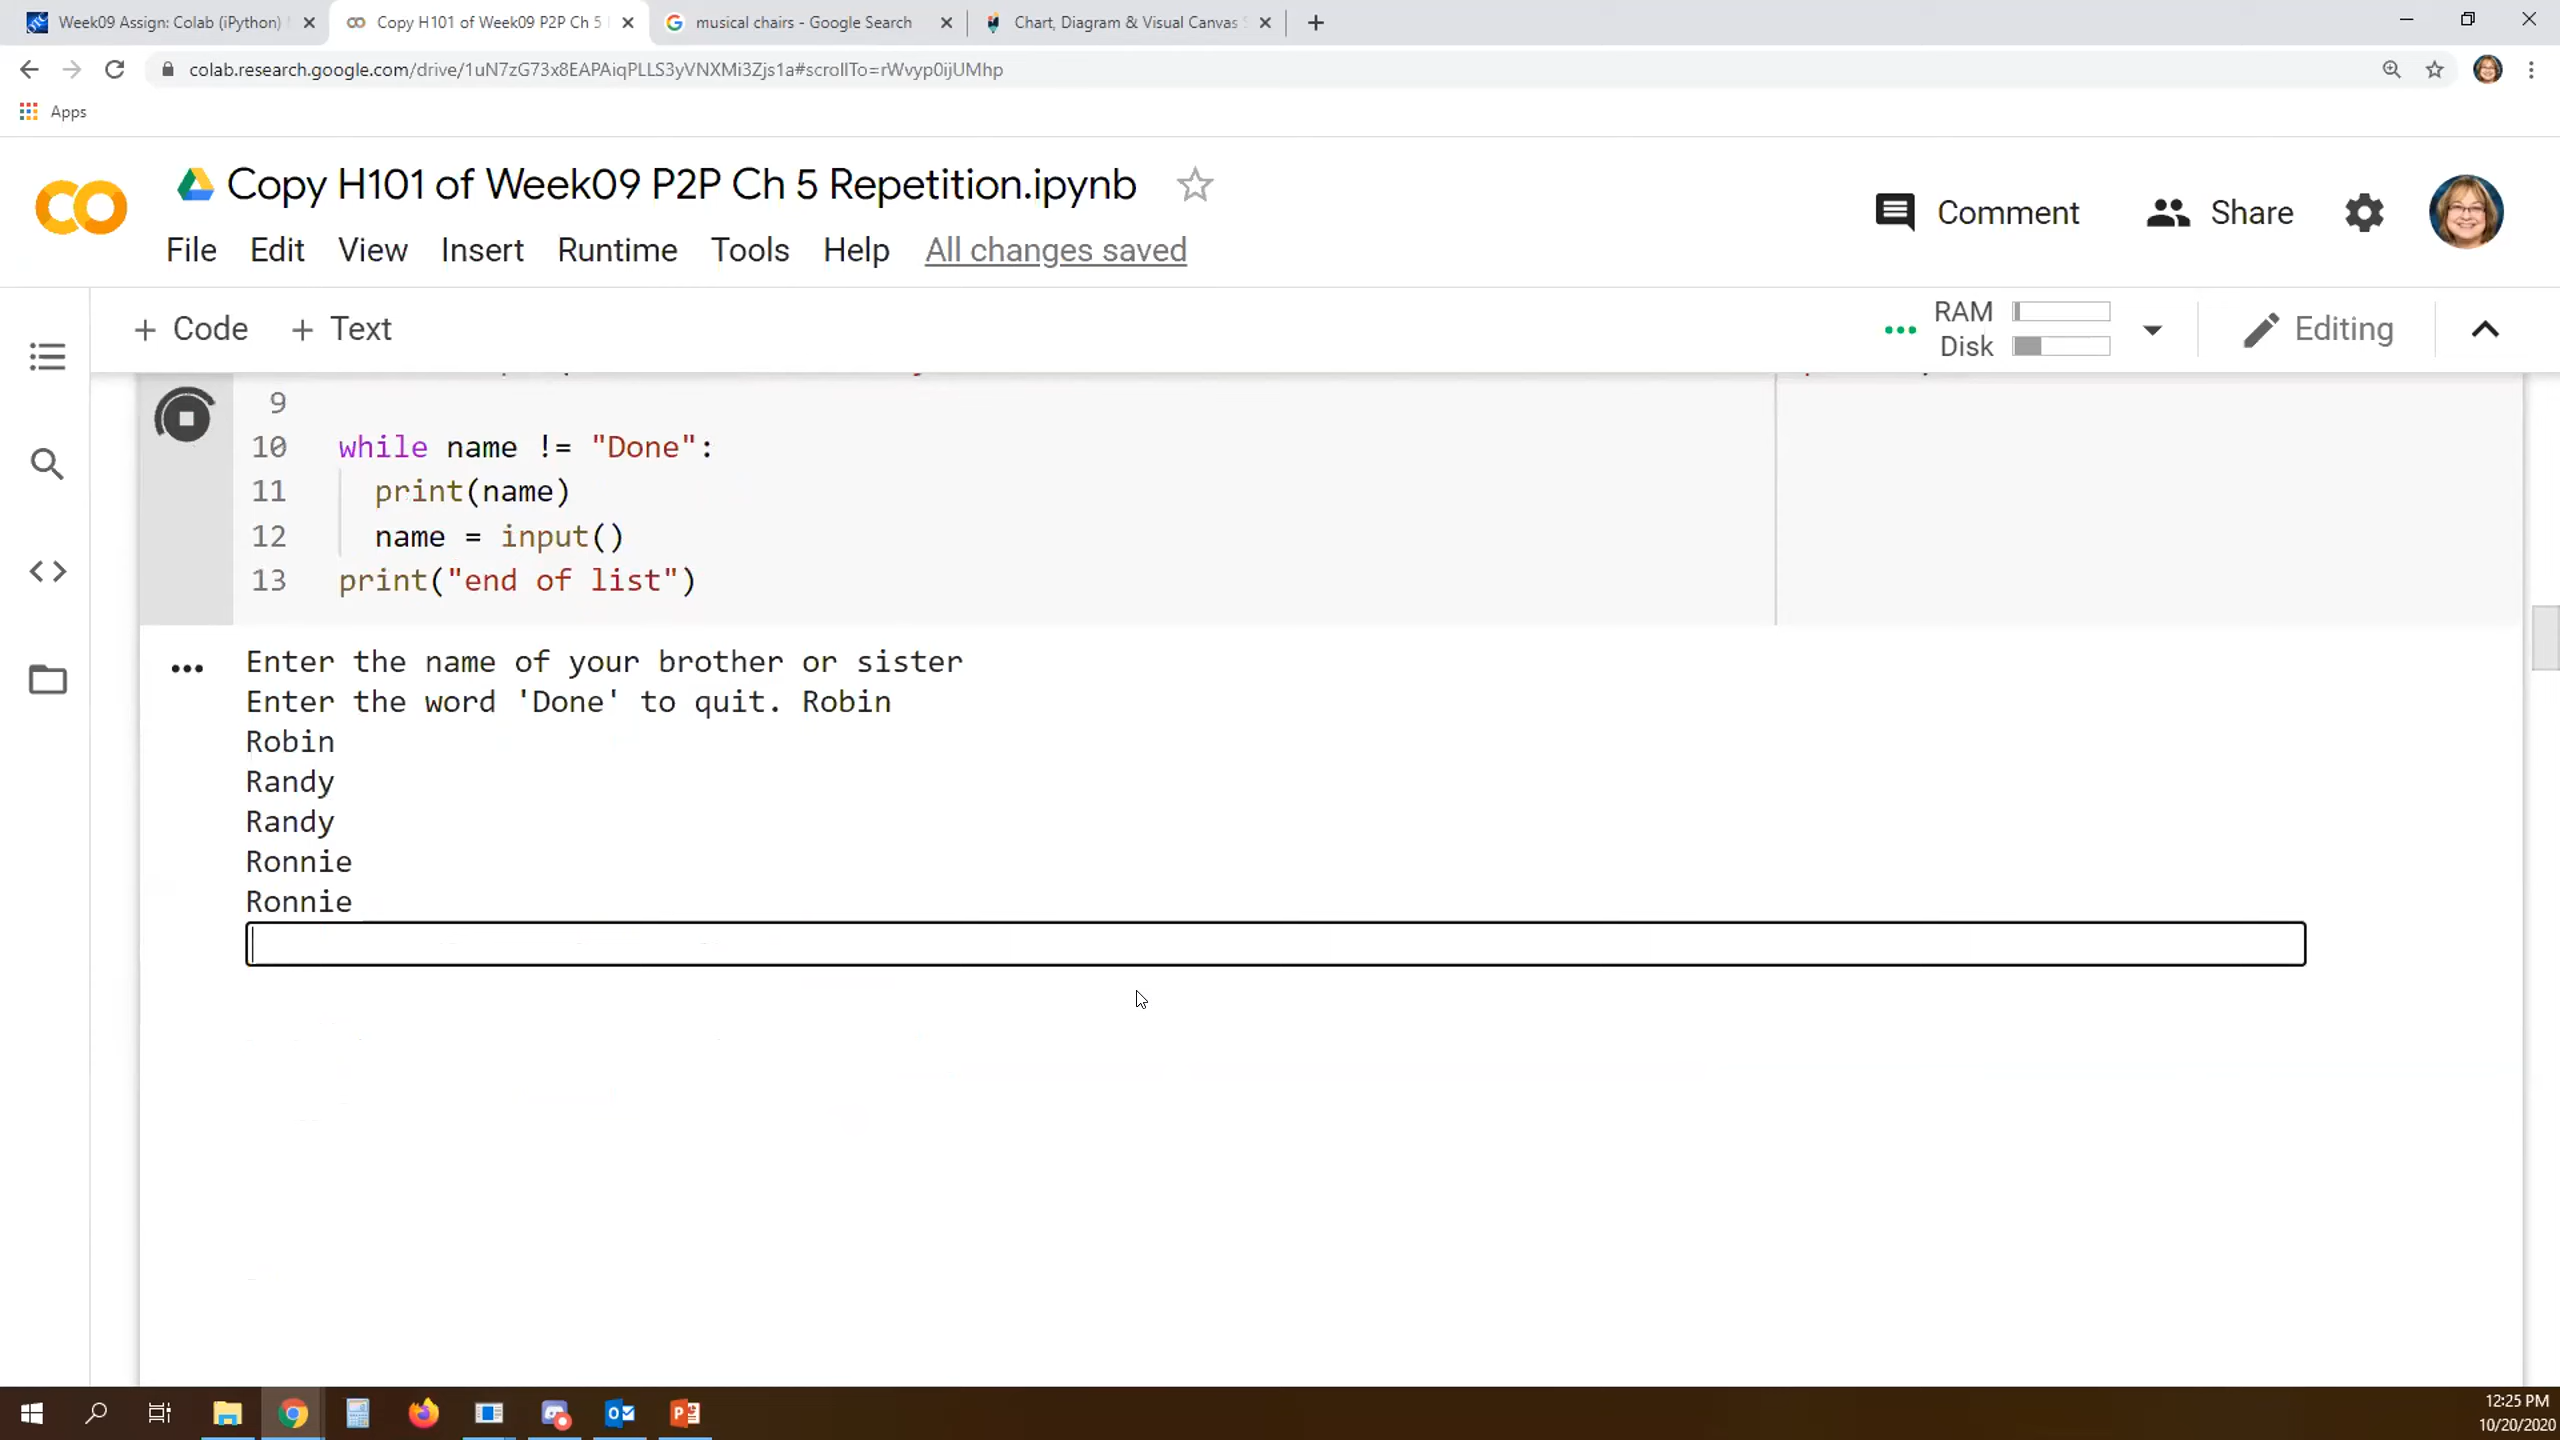 Week09 Assign: Colab (iPython)
Copy H101 of Week09 P2P Ch 5
musical chairs - Google Search
Chart, Diagram & Visual Canvas
colab.research.google.com/drive/1uN7zG73x8EAPAiqPLLS3yVNXMi3Zjs1a#scrollTo=rWvyp0ijUMhp
Apps
Copy H101 of Week09 P2P Ch 5 Repetition.ipynb
Comment
Share
File Edit View Insert Runtime Tools Help All changes saved
+ Code + Text
RAM
Disk
Editing
9
10 while name != "Done":
11 print(name)
12 name = input()
13 print("end of list")
Enter the name of your brother or sister
Enter the word 'Done' to quit. Robin
Robin
Randy
Randy
Ronnie
Ronnie
12:25 PM
10/20/2020